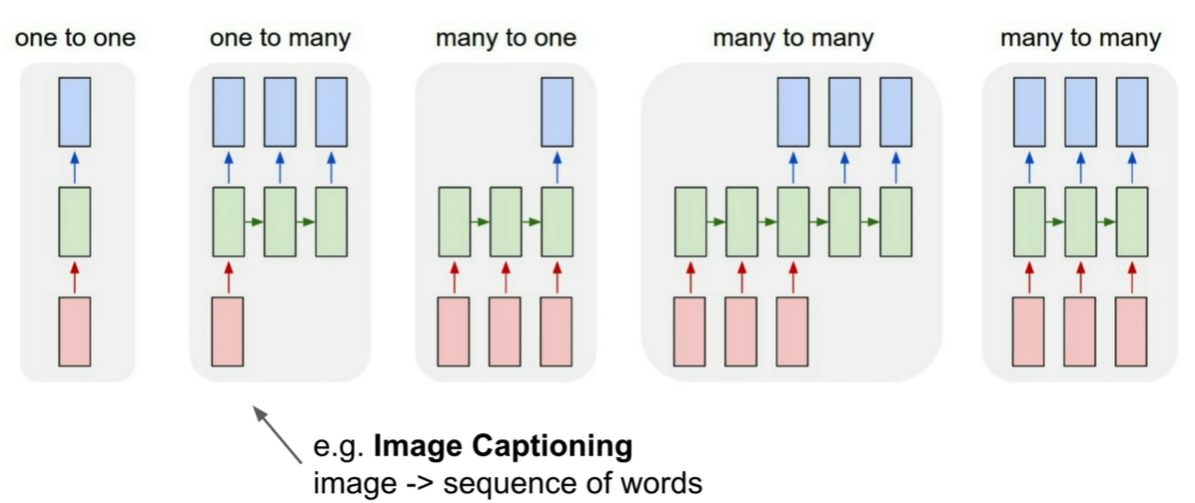 one to one
one to many
many to one
many to many
many to many
e.g. Image Captioning
image -> sequence of words